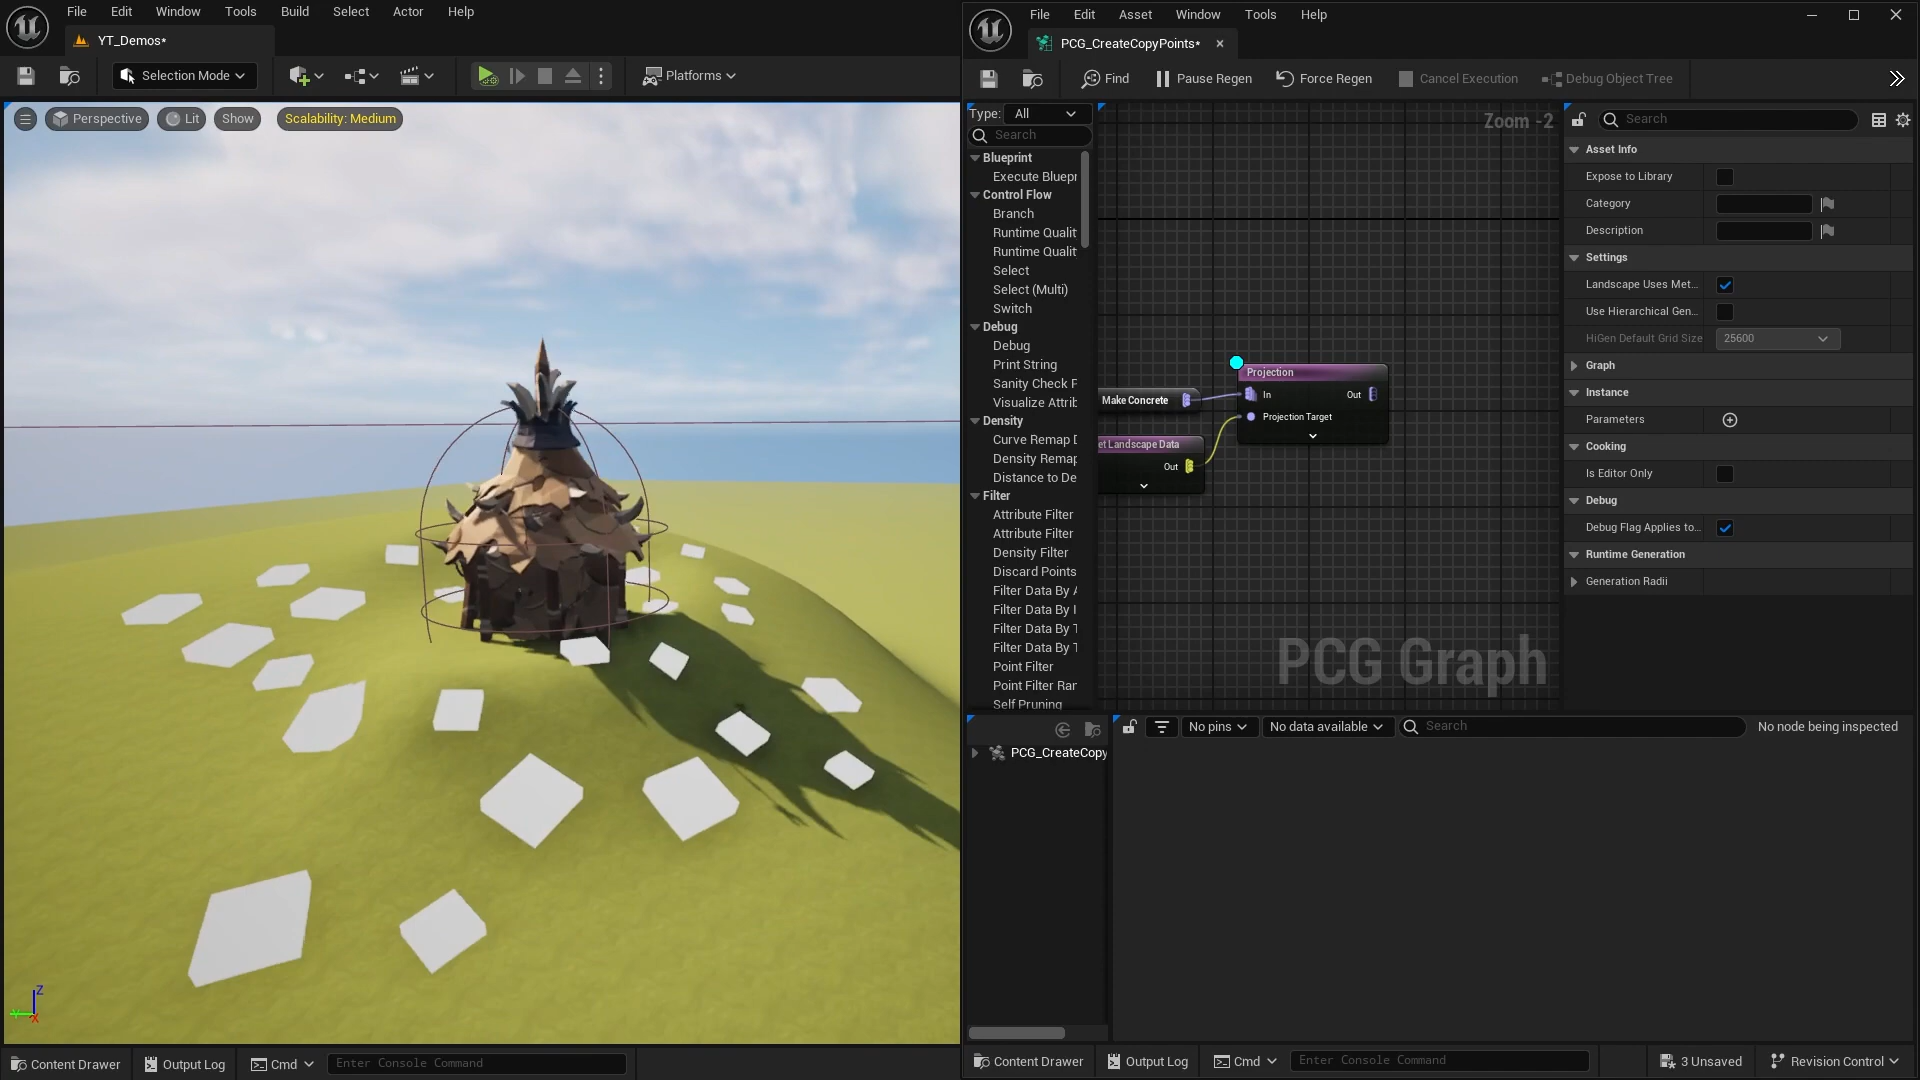 File Edit Window Tools Build Select Actor Help
YT_Demos*
Selection Mode
Platforms
Perspective Lit Show Scalability: Medium
Z
Content Drawer Output Log Cmd Enter Console Command
File Edit Asset Window Tools Help
PCG_CreateCopyPoints*
Find Pause Regen Force Regen Cancel Execution Debug Object Tree
Type: All
Search
Blueprint
Execute Bluepr
Control Flow
Branch
Runtime Qualit
Runtime Qualit
Select
Select (Multi)
Switch
Debug
Debug
Print String
Sanity Check P
Visualize Attrib
Density
Curve Remap D
Density Remap
Distance to De
Filter
Attribute Filter
Attribute Filter
Density Filter
Discard Points
Filter Data By A
Filter Data By I
Filter Data By T
Filter Data By T
Point Filter
Point Filter Ran
Self Pruning
Zoom -2
Make Concrete
et Landscape Data
Out
Projection
In Out
Projection Target
PCG Graph
Search
Asset Info
Expose to Library
Category
Description
Settings
Landscape Uses Met...
Use Hierarchical Gen...
HiGen Default Grid Size 25600
Graph
Instance
Parameters
Cooking
Is Editor Only
Debug
Debug Flag Applies to...
Runtime Generation
Generation Radii
PCG_CreateCopy
No pins No data available Search No node being inspected
Content Drawer Output Log Cmd Enter Console Command 3 Unsaved Revision Control